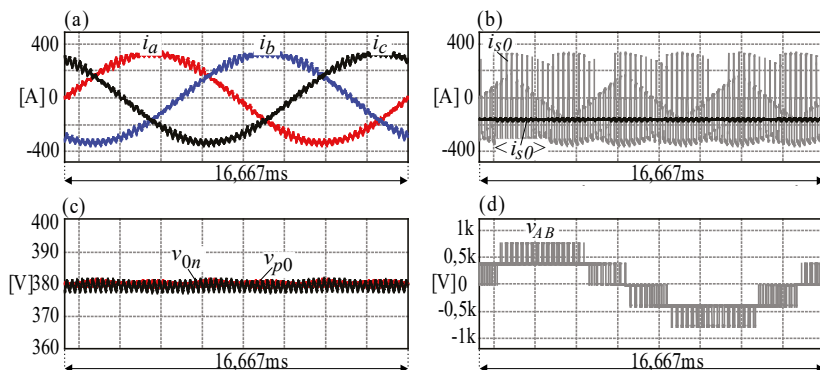 (a)
400
[A] 0
-400
i_a
i_b
i_c
16,667ms
(b)
400
[A] 0
-400
i_s0
<i_s0>
16,667ms
(c)
400
390
[V] 380
370
360
v_0n
v_p0
16,667ms
(d)
1k
0,5k
[V] 0
-0,5k
-1k
v_AB
16,667ms